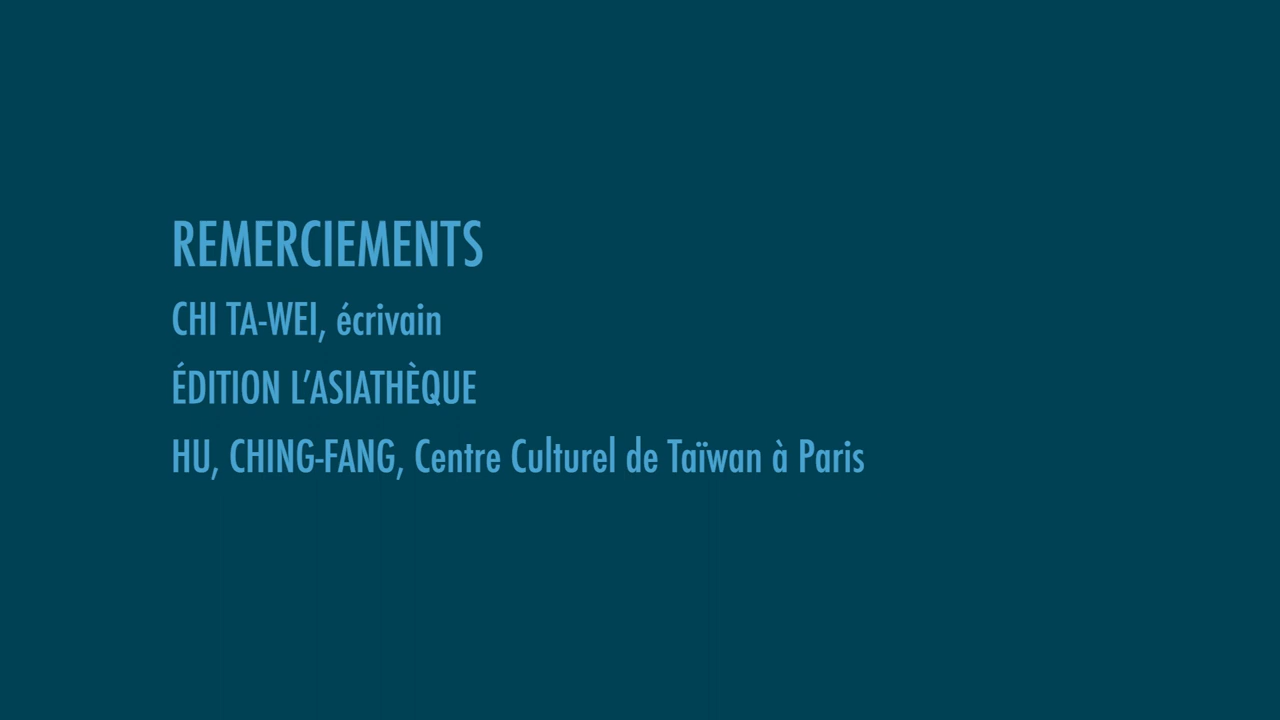 REMERCIEMENTS
CHI TA-WEI, écrivain
ÉDITION L’ASIATHÈQUE
HU, CHING-FANG, Centre Culturel de Taïwan à Paris